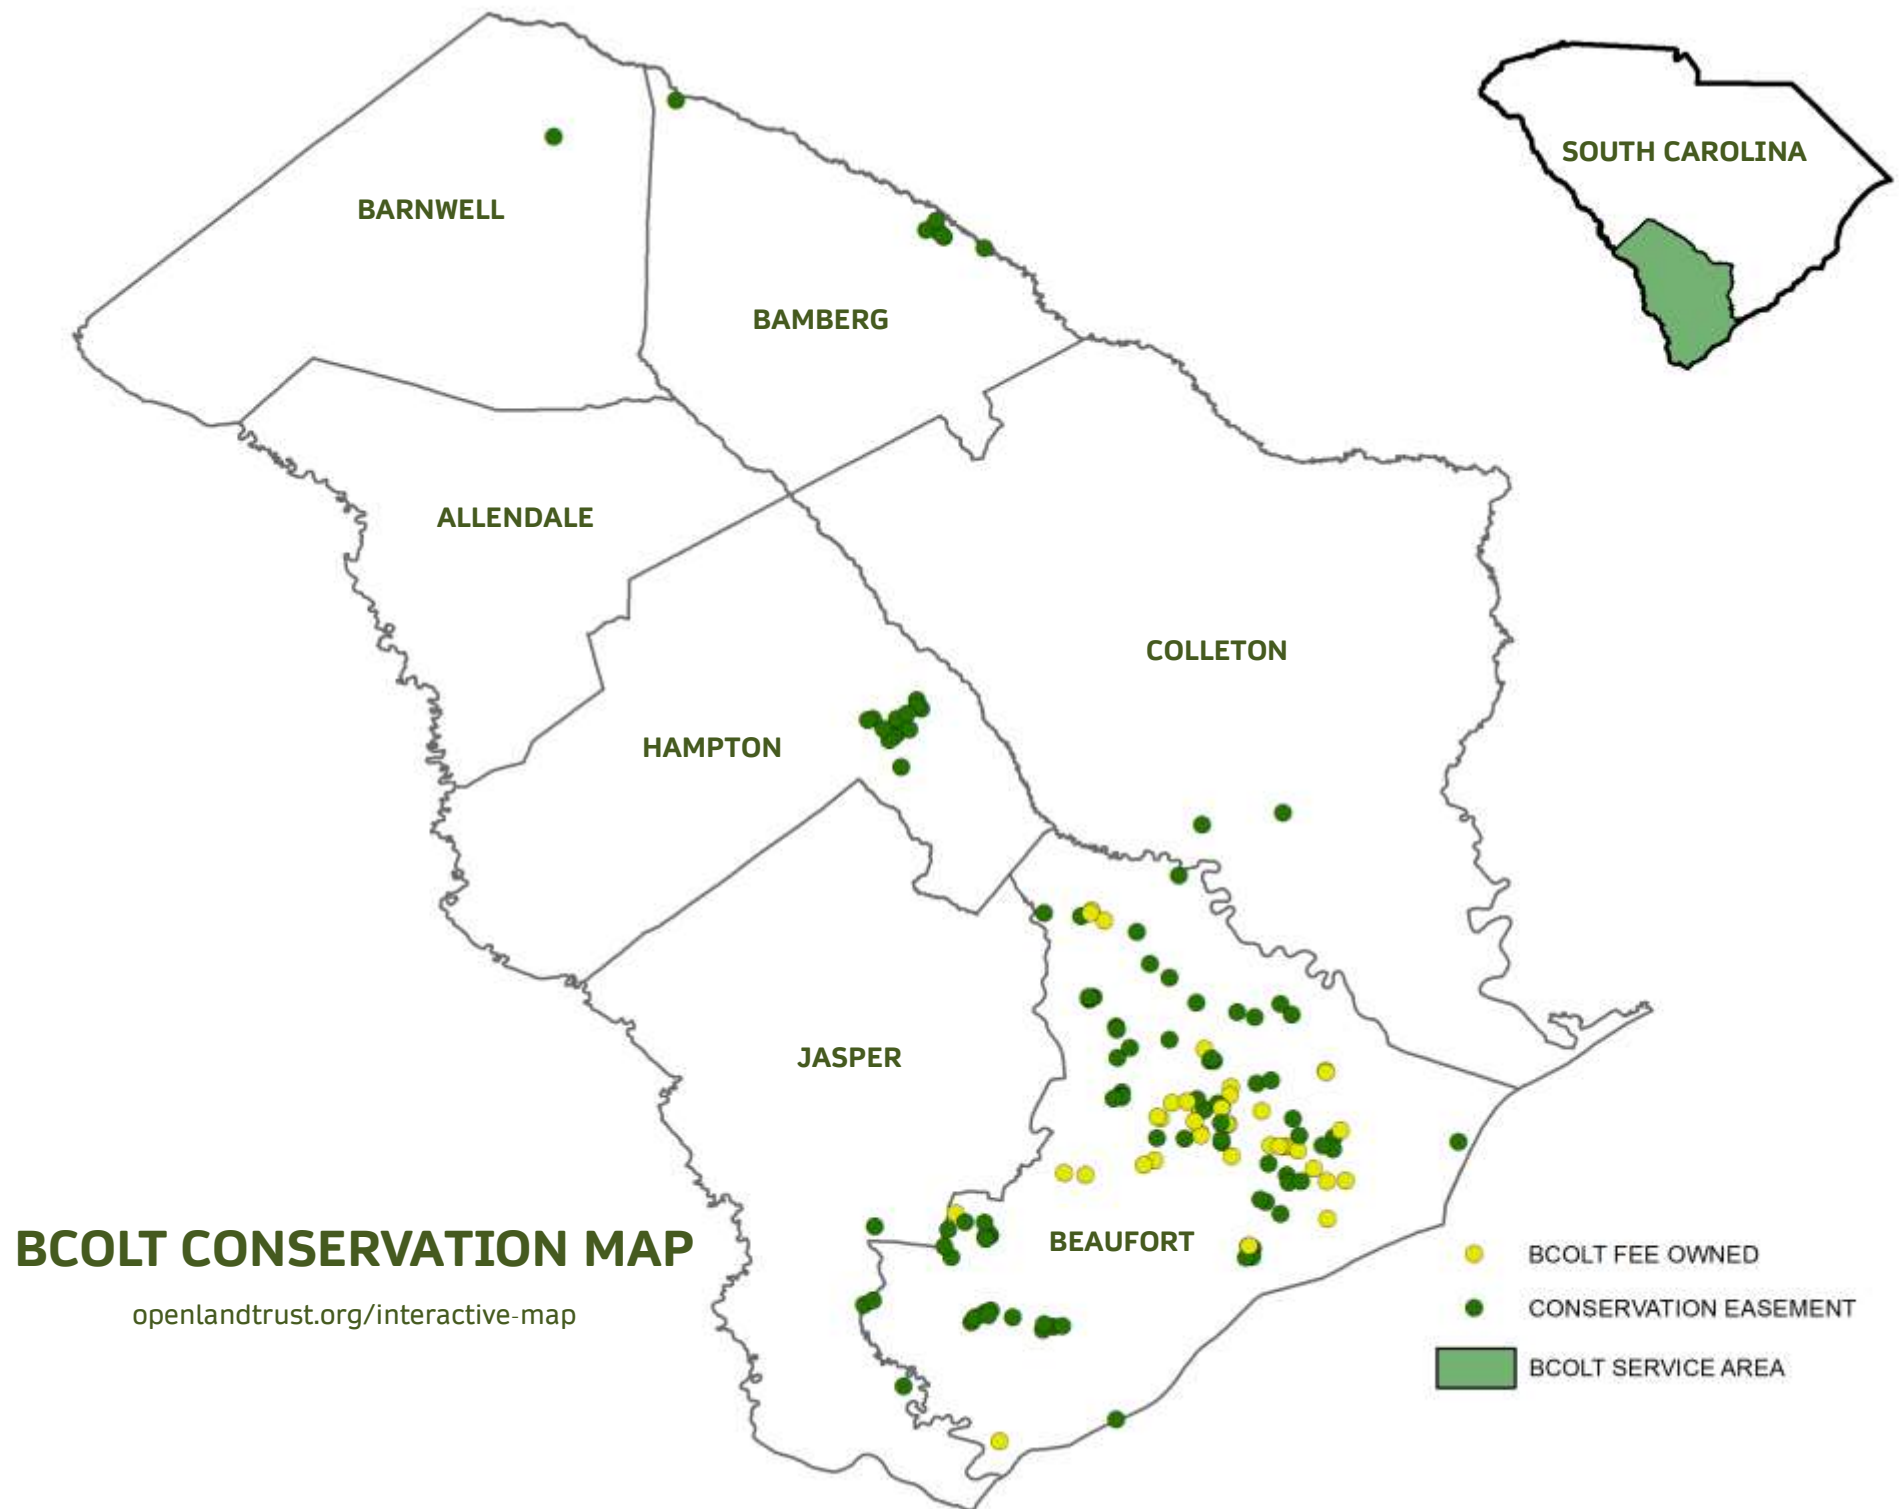 SOUTH CAROLINA
BARNWELL
BAMBERG
ALLENDALE
COLLETON
HAMPTON
JASPER
BEAUFORT
BCOLT CONSERVATION MAP
openlandtrust.org/interactive-map
BCOLT FEE OWNED
CONSERVATION EASEMENT
BCOLT SERVICE AREA